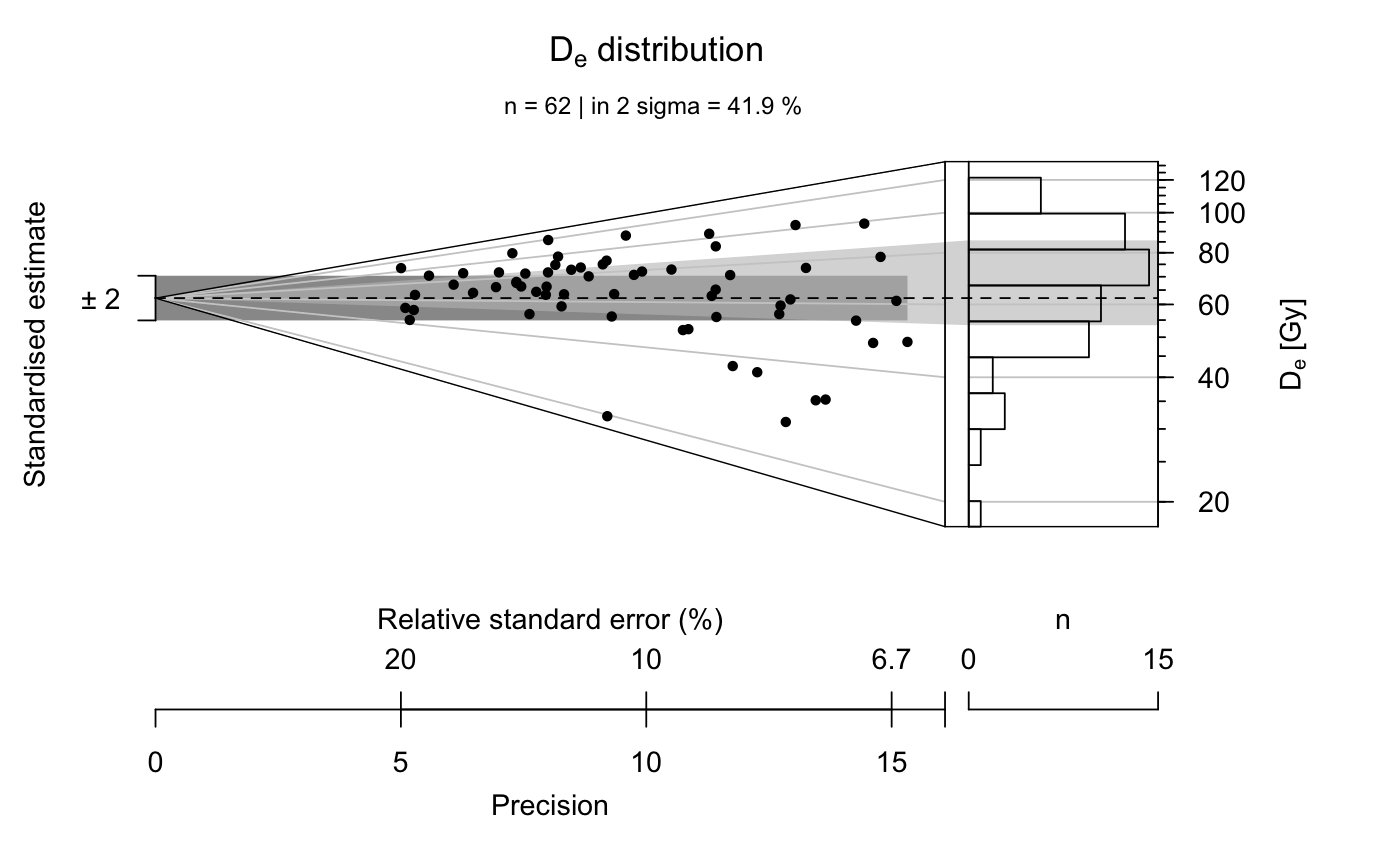 De distribution
n = 62 | in 2 sigma = 41.9 %
Standardised estimate
± 2
120
100
80
60
40
20
De [Gy]
Relative standard error (%)
n
20 10 6.7 0 15
0 5 10 15
Precision